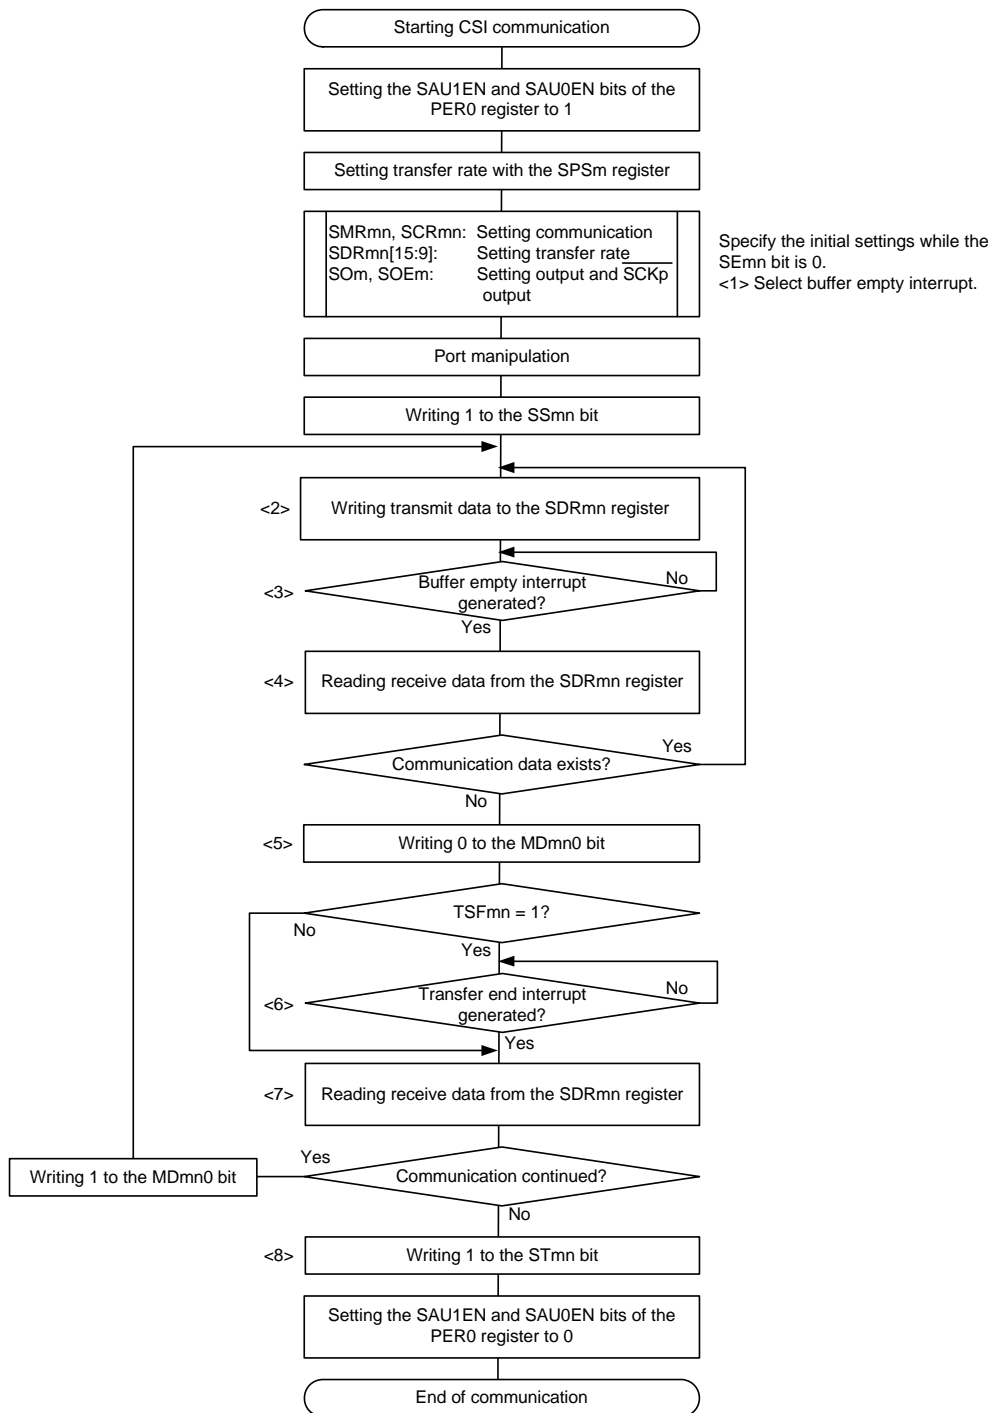 Starting CSI communication
Setting the SAU1EN and SAU0EN bits of the
PER0 register to 1
Setting transfer rate with the SPSm register
SMRmn, SCRmn: Setting communication
SDRmn[15:9]: Setting transfer rate
SOm, SOEm: Setting output and SCKp
output
Specify the initial settings while the
SEmn bit is 0.
<1> Select buffer empty interrupt.
Port manipulation
Writing 1 to the SSmn bit
<2>
Writing transmit data to the SDRmn register
<3>
Buffer empty interrupt
generated?
No
Yes
<4>
Reading receive data from the SDRmn register
Communication data exists?
Yes
No
<5>
Writing 0 to the MDmn0 bit
TSFmn = 1?
No
Yes
<6>
Transfer end interrupt
generated?
No
Yes
<7>
Reading receive data from the SDRmn register
Writing 1 to the MDmn0 bit
Yes
Communication continued?
No
<8>
Writing 1 to the STmn bit
Setting the SAU1EN and SAU0EN bits of the
PER0 register to 0
End of communication